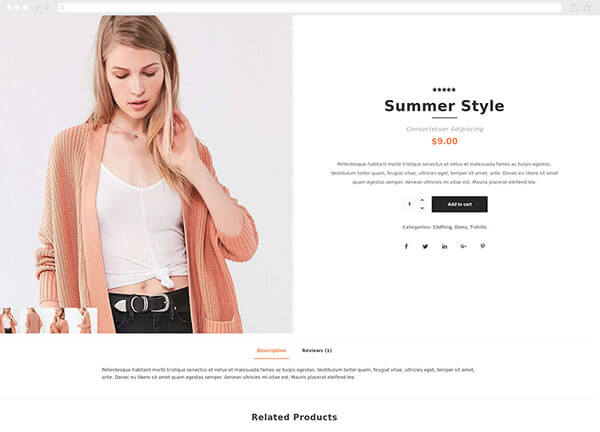 Summer Style
Consectetuer Adipiscing
$9.00
Pellentesque habitant morbi tristique senectus et netus et malesuada fames ac turpis egestas.
Vestibulum tortor quam, feugiat vitae, ultricies eget, tempor sit amet, ante. Donec eu libero sit amet
quam egestas semper. Aenean ultricies mi vitae est. Mauris placerat eleifend leo.
1
Add to cart
Categories: Clothing, Dress, T-shirts
Description
Reviews (1)
Pellentesque habitant morbi tristique senectus et netus et malesuada fames ac turpis egestas. Vestibulum tortor quam, feugiat vitae, ultricies eget, tempor sit amet,
ante. Donec eu libero sit amet quam egestas semper. Aenean ultricies mi vitae est. Mauris placerat eleifend leo.
Related Products